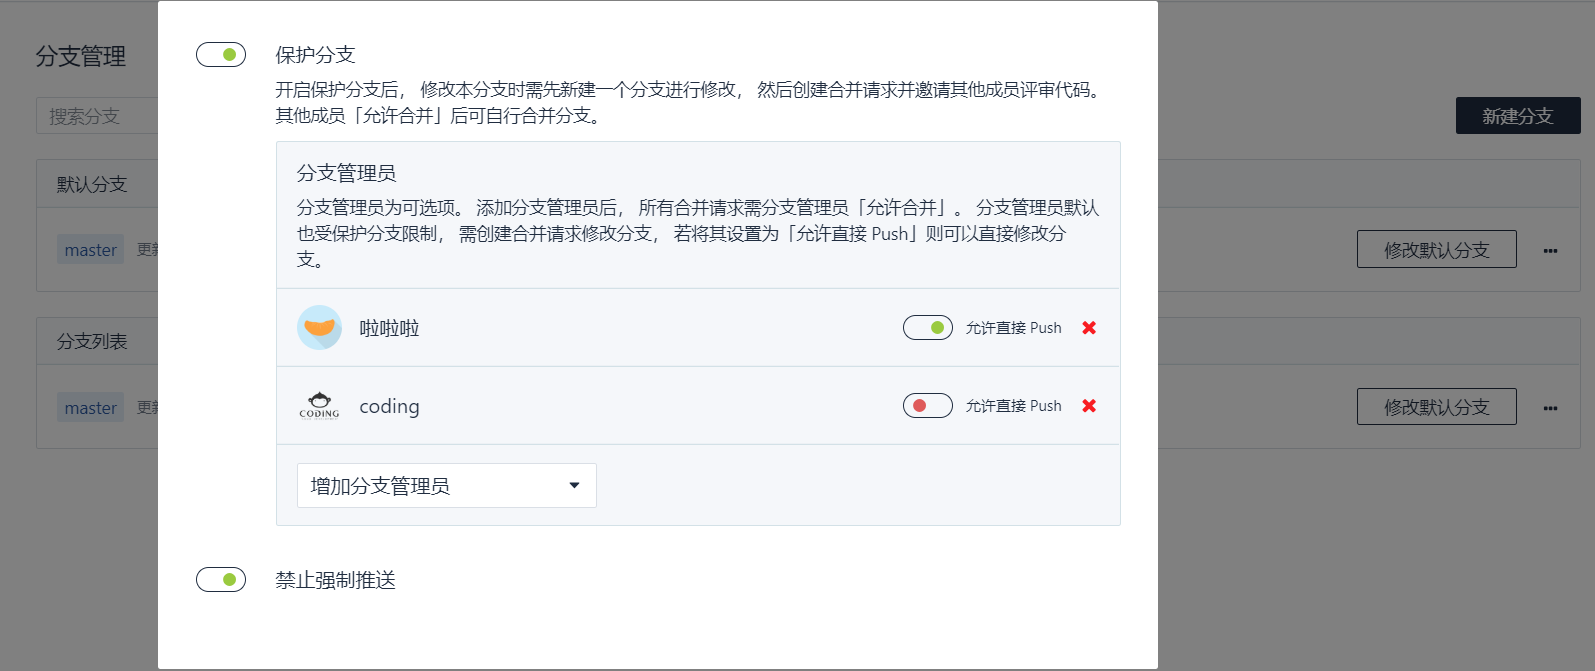 分支管理
搜索分支
新建分支
默认分支
master
修改默认分支
分支列表
master
修改默认分支
保护分支
开启保护分支后， 修改本分支时需先新建一个分支进行修改， 然后创建合并请求并邀请其他成员评审代码。
其他成员「允许合并」后可自行合并分支。
分支管理员
分支管理员为可选项。 添加分支管理员后， 所有合并请求需分支管理员「允许合并」。 分支管理员默认
也受保护分支限制， 需创建合并请求修改分支， 若将其设置为「允许直接 Push」则可以直接修改分
支。
啦啦啦
允许直接 Push
CODING
coding
允许直接 Push
增加分支管理员
禁止强制推送